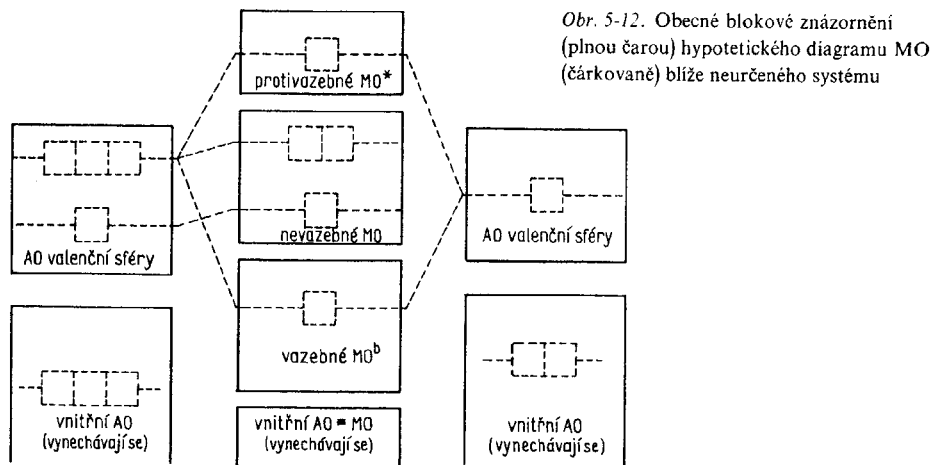 Obr. 5-12. Obecné blokové znázornění
(plnou čarou) hypotetického diagramu MO
(čárkovaně) blíže neurčeného systému
protivazebné MO*
AO valenční sféry
nevazebné MO
AO valenční sféry
vazebné MOᵇ
vnitřní AO
(vynechávají se)
vnitřní AO ≡ MO
(vynechávají se)
vnitřní AO
(vynechávají se)